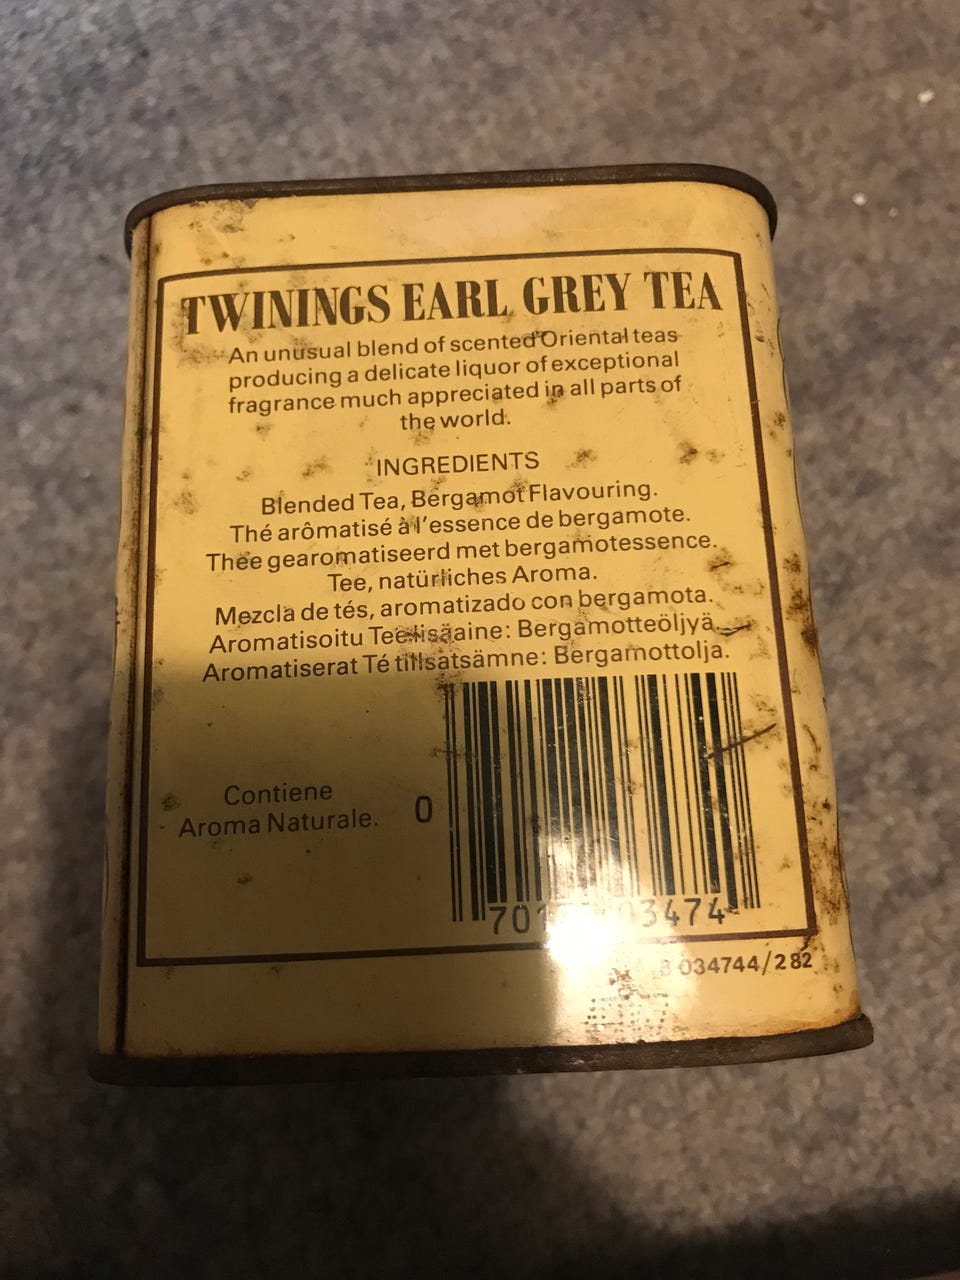 TWININGS EARL GREY TEA
An unusual blend of scented Oriental teas
producing a delicate liquor of exceptional
fragrance much appreciated in all parts of
the world.
INGREDIENTS
Blended Tea, Bergamot Flavouring.
Thé arômatisé à l'essence de bergamote.
Thee gearomatiseerd met bergamotessence.
Tee, natürliches Aroma.
Mezcla de tés, aromatizado con bergamota.
Aromatisoitu Tee lisäaine: Bergamotteöljyä.
Aromatiserat Té tillsatsämne: Bergamottolja.
Contiene
Aroma Naturale.
0
034744/282